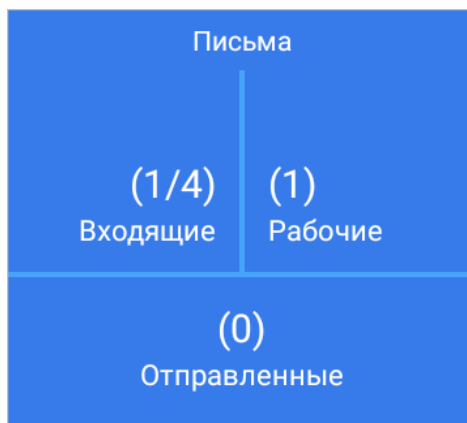 Письма
(1/4) (1)
Входящие Рабочие
(0)
Отправленные